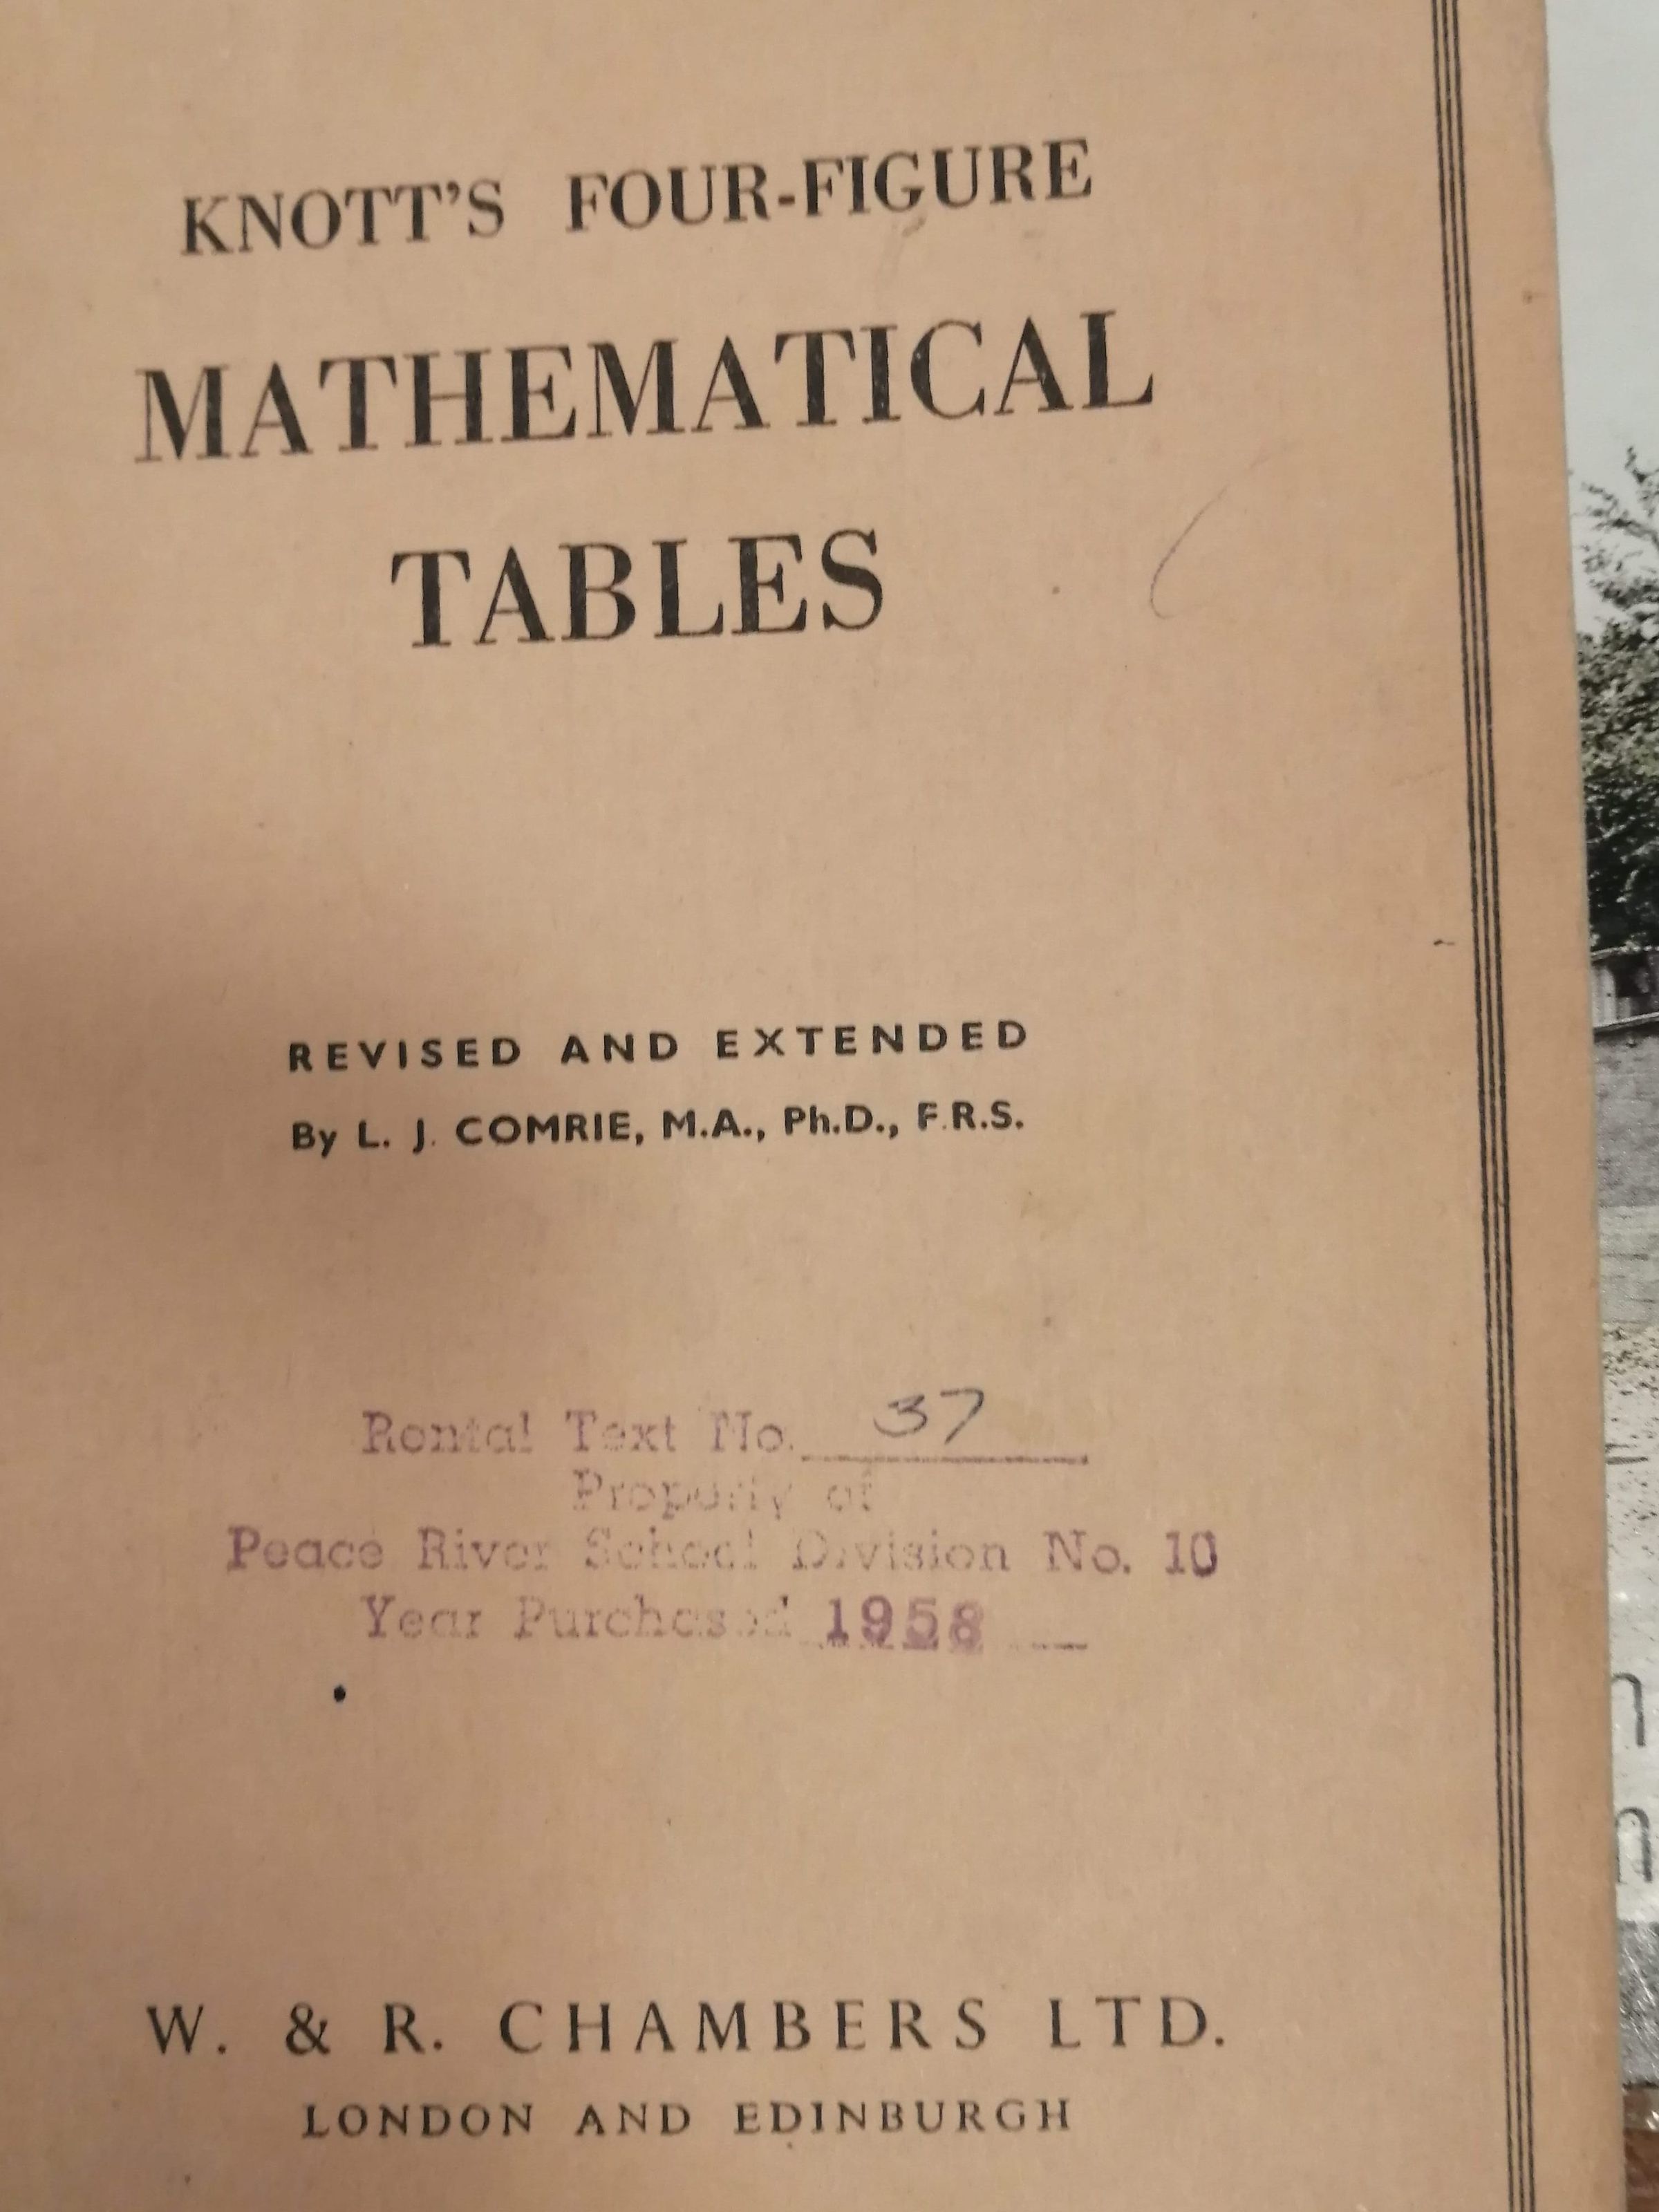 KNOTT'S FOUR-FIGURE
MATHEMATICAL
TABLES
REVISED AND EXTENDED
By L. J. COMRIE, M.A., Ph.D., F.R.S.
Rental Text No. 37
Property of
Peace River School Division No. 10
Year Purchased 1958
W. & R. CHAMBERS LTD.
LONDON AND EDINBURGH